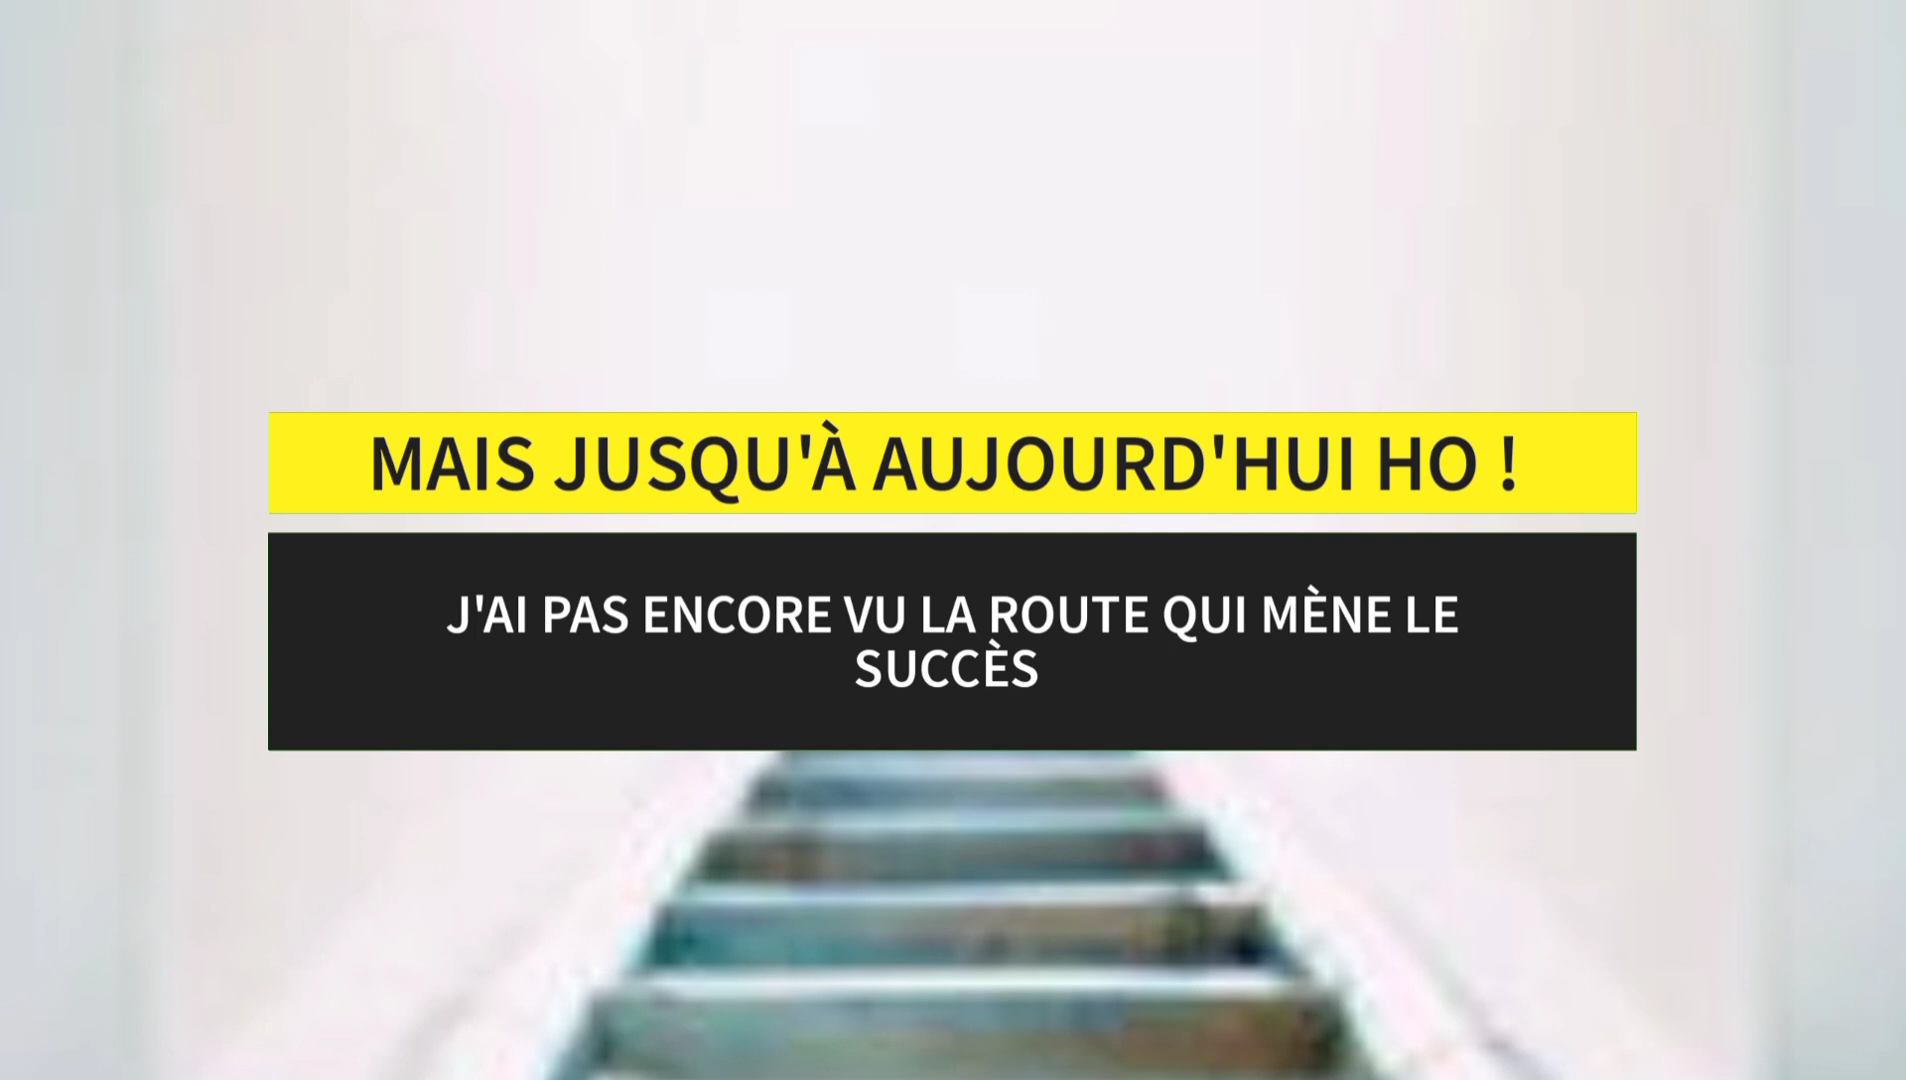 MAIS JUSQU'À AUJOURD'HUI HO !
J'AI PAS ENCORE VU LA ROUTE QUI MÈNE LE
SUCCÈS